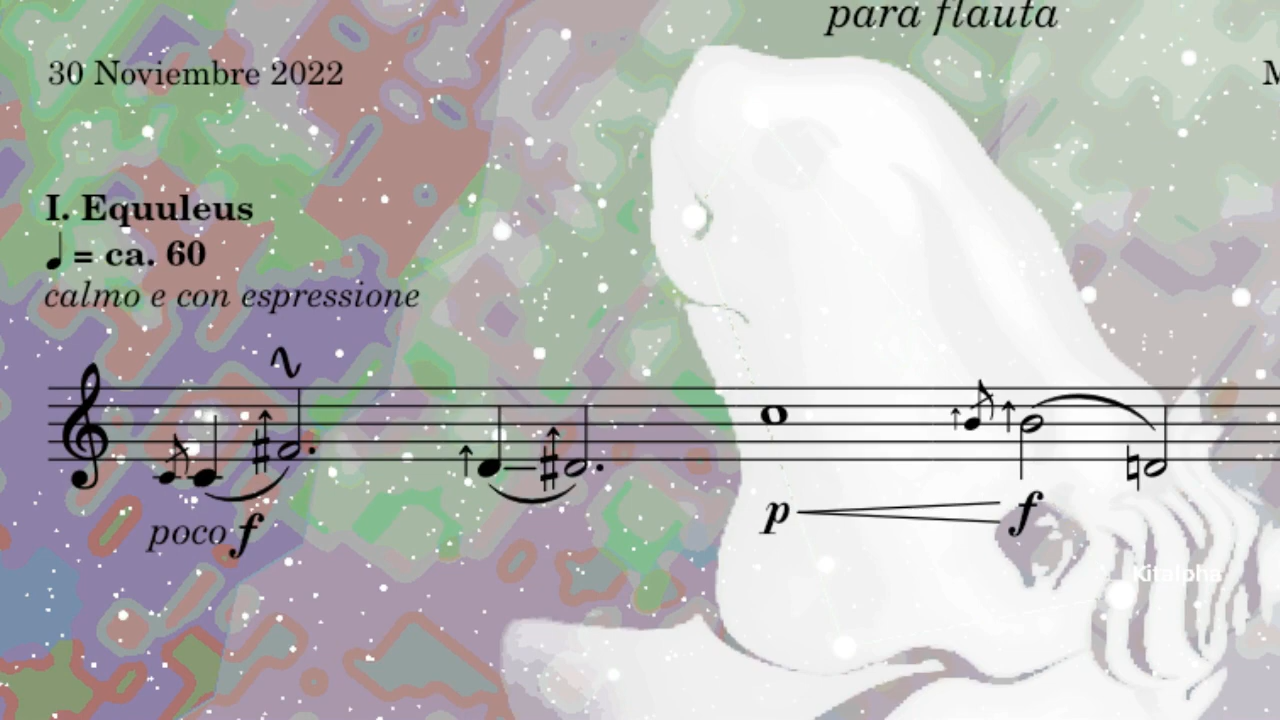 para flauta
30 Noviembre 2022
M
I. Equuleus
♩ = ca. 60
calmo e con espressione
poco f
p f
Kitalpha